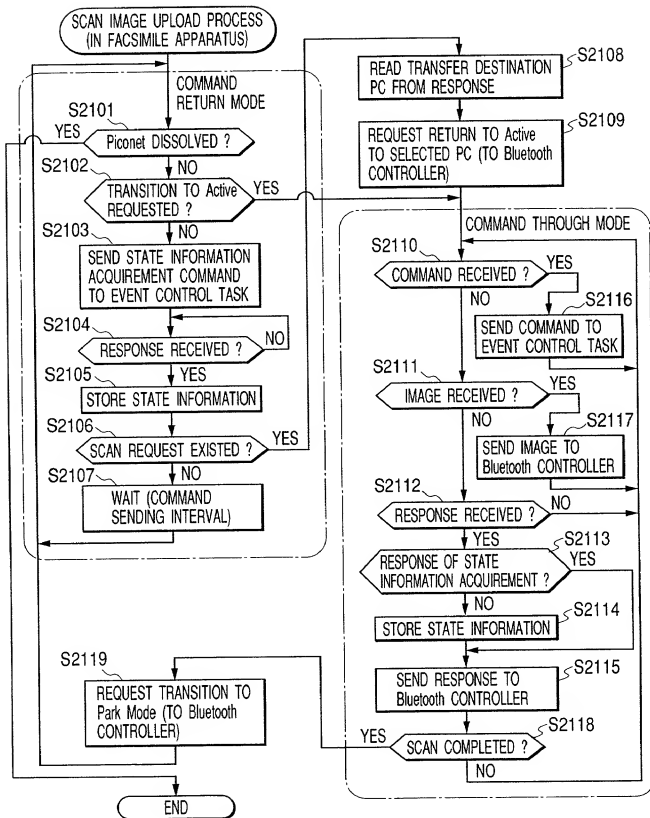 SCAN IMAGE UPLOAD PROCESS
(IN FACSIMILE APPARATUS)
COMMAND
RETURN MODE
S2101
YES
Piconet DISSOLVED ?
NO
S2102
TRANSITION TO Active
REQUESTED ?
YES
NO
S2103
SEND STATE INFORMATION
ACQUIREMENT COMMAND
TO EVENT CONTROL TASK
S2104
RESPONSE RECEIVED ?
NO
YES
S2105
STORE STATE INFORMATION
S2106
SCAN REQUEST EXISTED ?
YES
NO
S2107
WAIT (COMMAND
SENDING INTERVAL)
S2108
READ TRANSFER DESTINATION
PC FROM RESPONSE
S2109
REQUEST RETURN TO Active
TO SELECTED PC (TO Bluetooth
CONTROLLER)
COMMAND THROUGH MODE
S2110
COMMAND RECEIVED ?
YES
NO
S2116
SEND COMMAND TO
EVENT CONTROL TASK
S2111
IMAGE RECEIVED ?
YES
NO
S2117
SEND IMAGE TO
Bluetooth CONTROLLER
S2112
RESPONSE RECEIVED ?
NO
YES
S2113
RESPONSE OF STATE
INFORMATION ACQUIREMENT ?
YES
NO
S2114
STORE STATE INFORMATION
S2115
SEND RESPONSE TO
Bluetooth CONTROLLER
S2118
SCAN COMPLETED ?
YES
NO
S2119
REQUEST TRANSITION TO
Park Mode (TO Bluetooth
CONTROLLER)
END